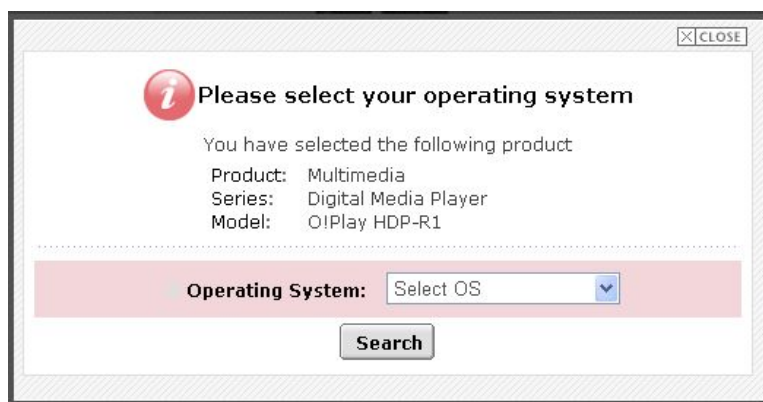 CLOSE
i Please select your operating system
You have selected the following product
Product: Multimedia
Series: Digital Media Player
Model: O!Play HDP-R1
Operating System: Select OS
Search